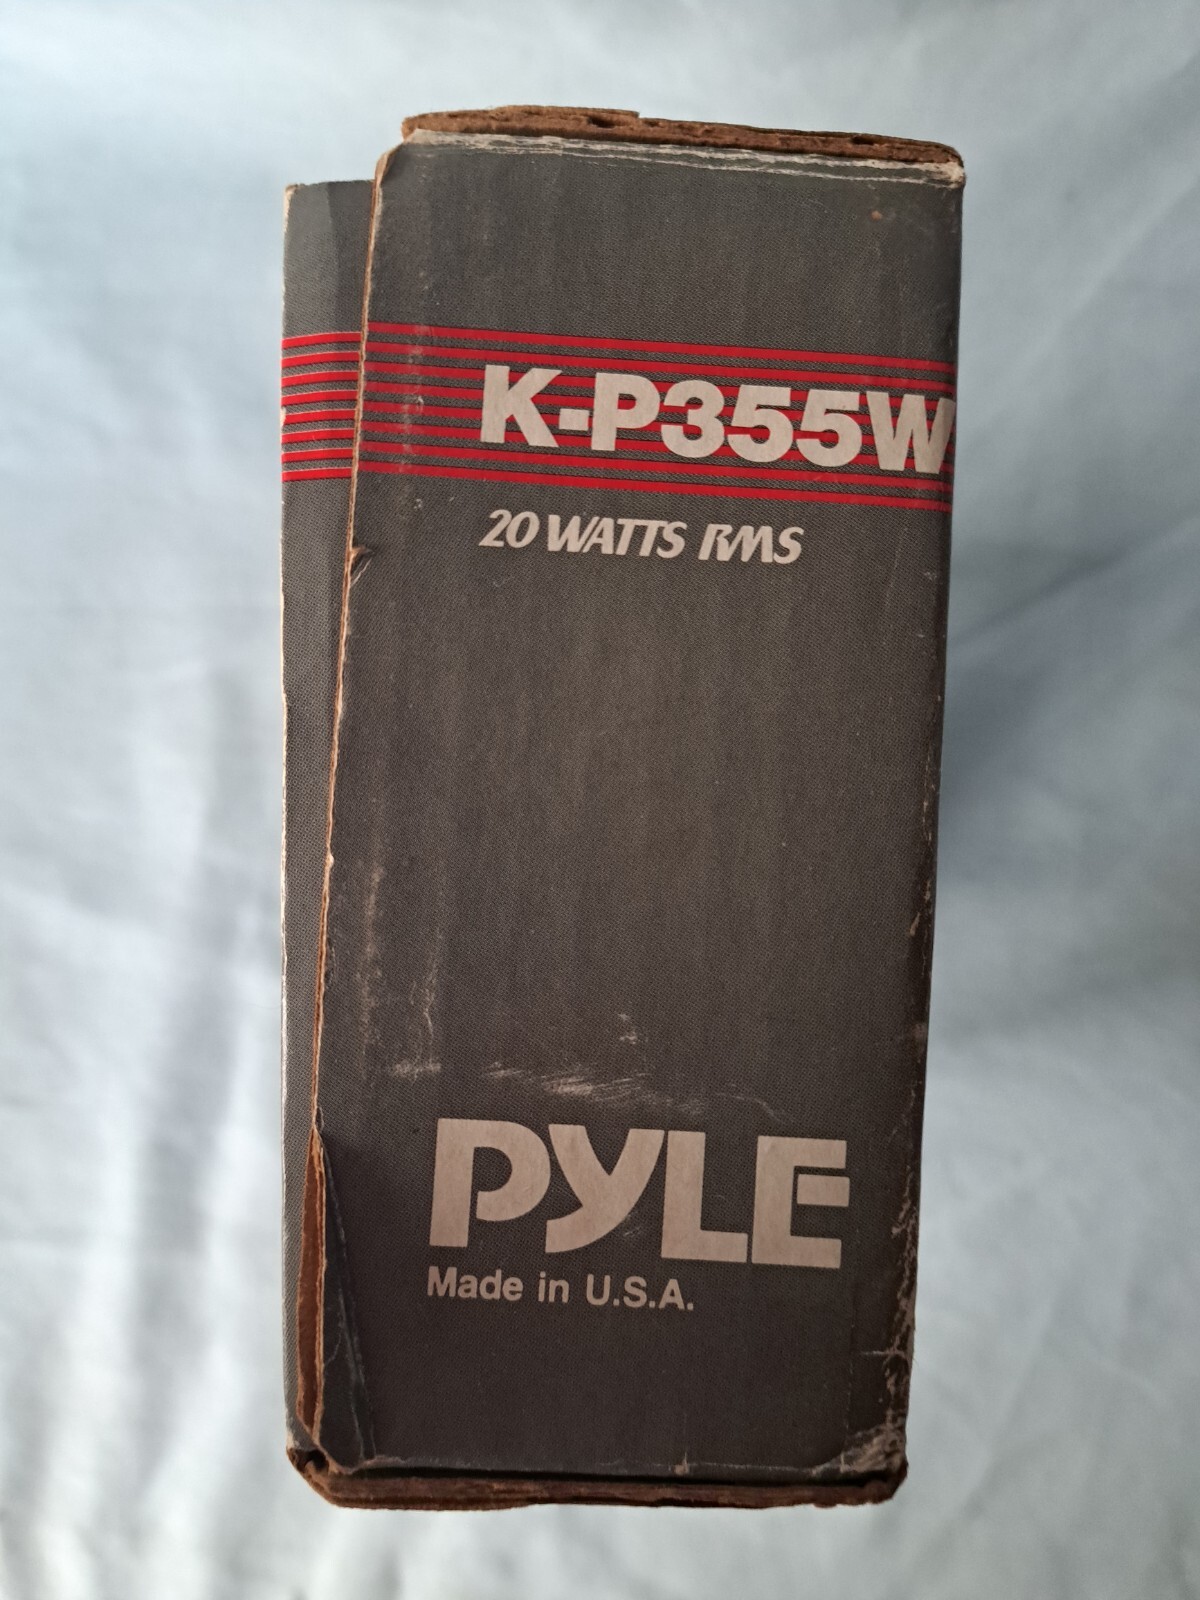 K-P355W
20 WATTS RMS
PYLE
Made in U.S.A.